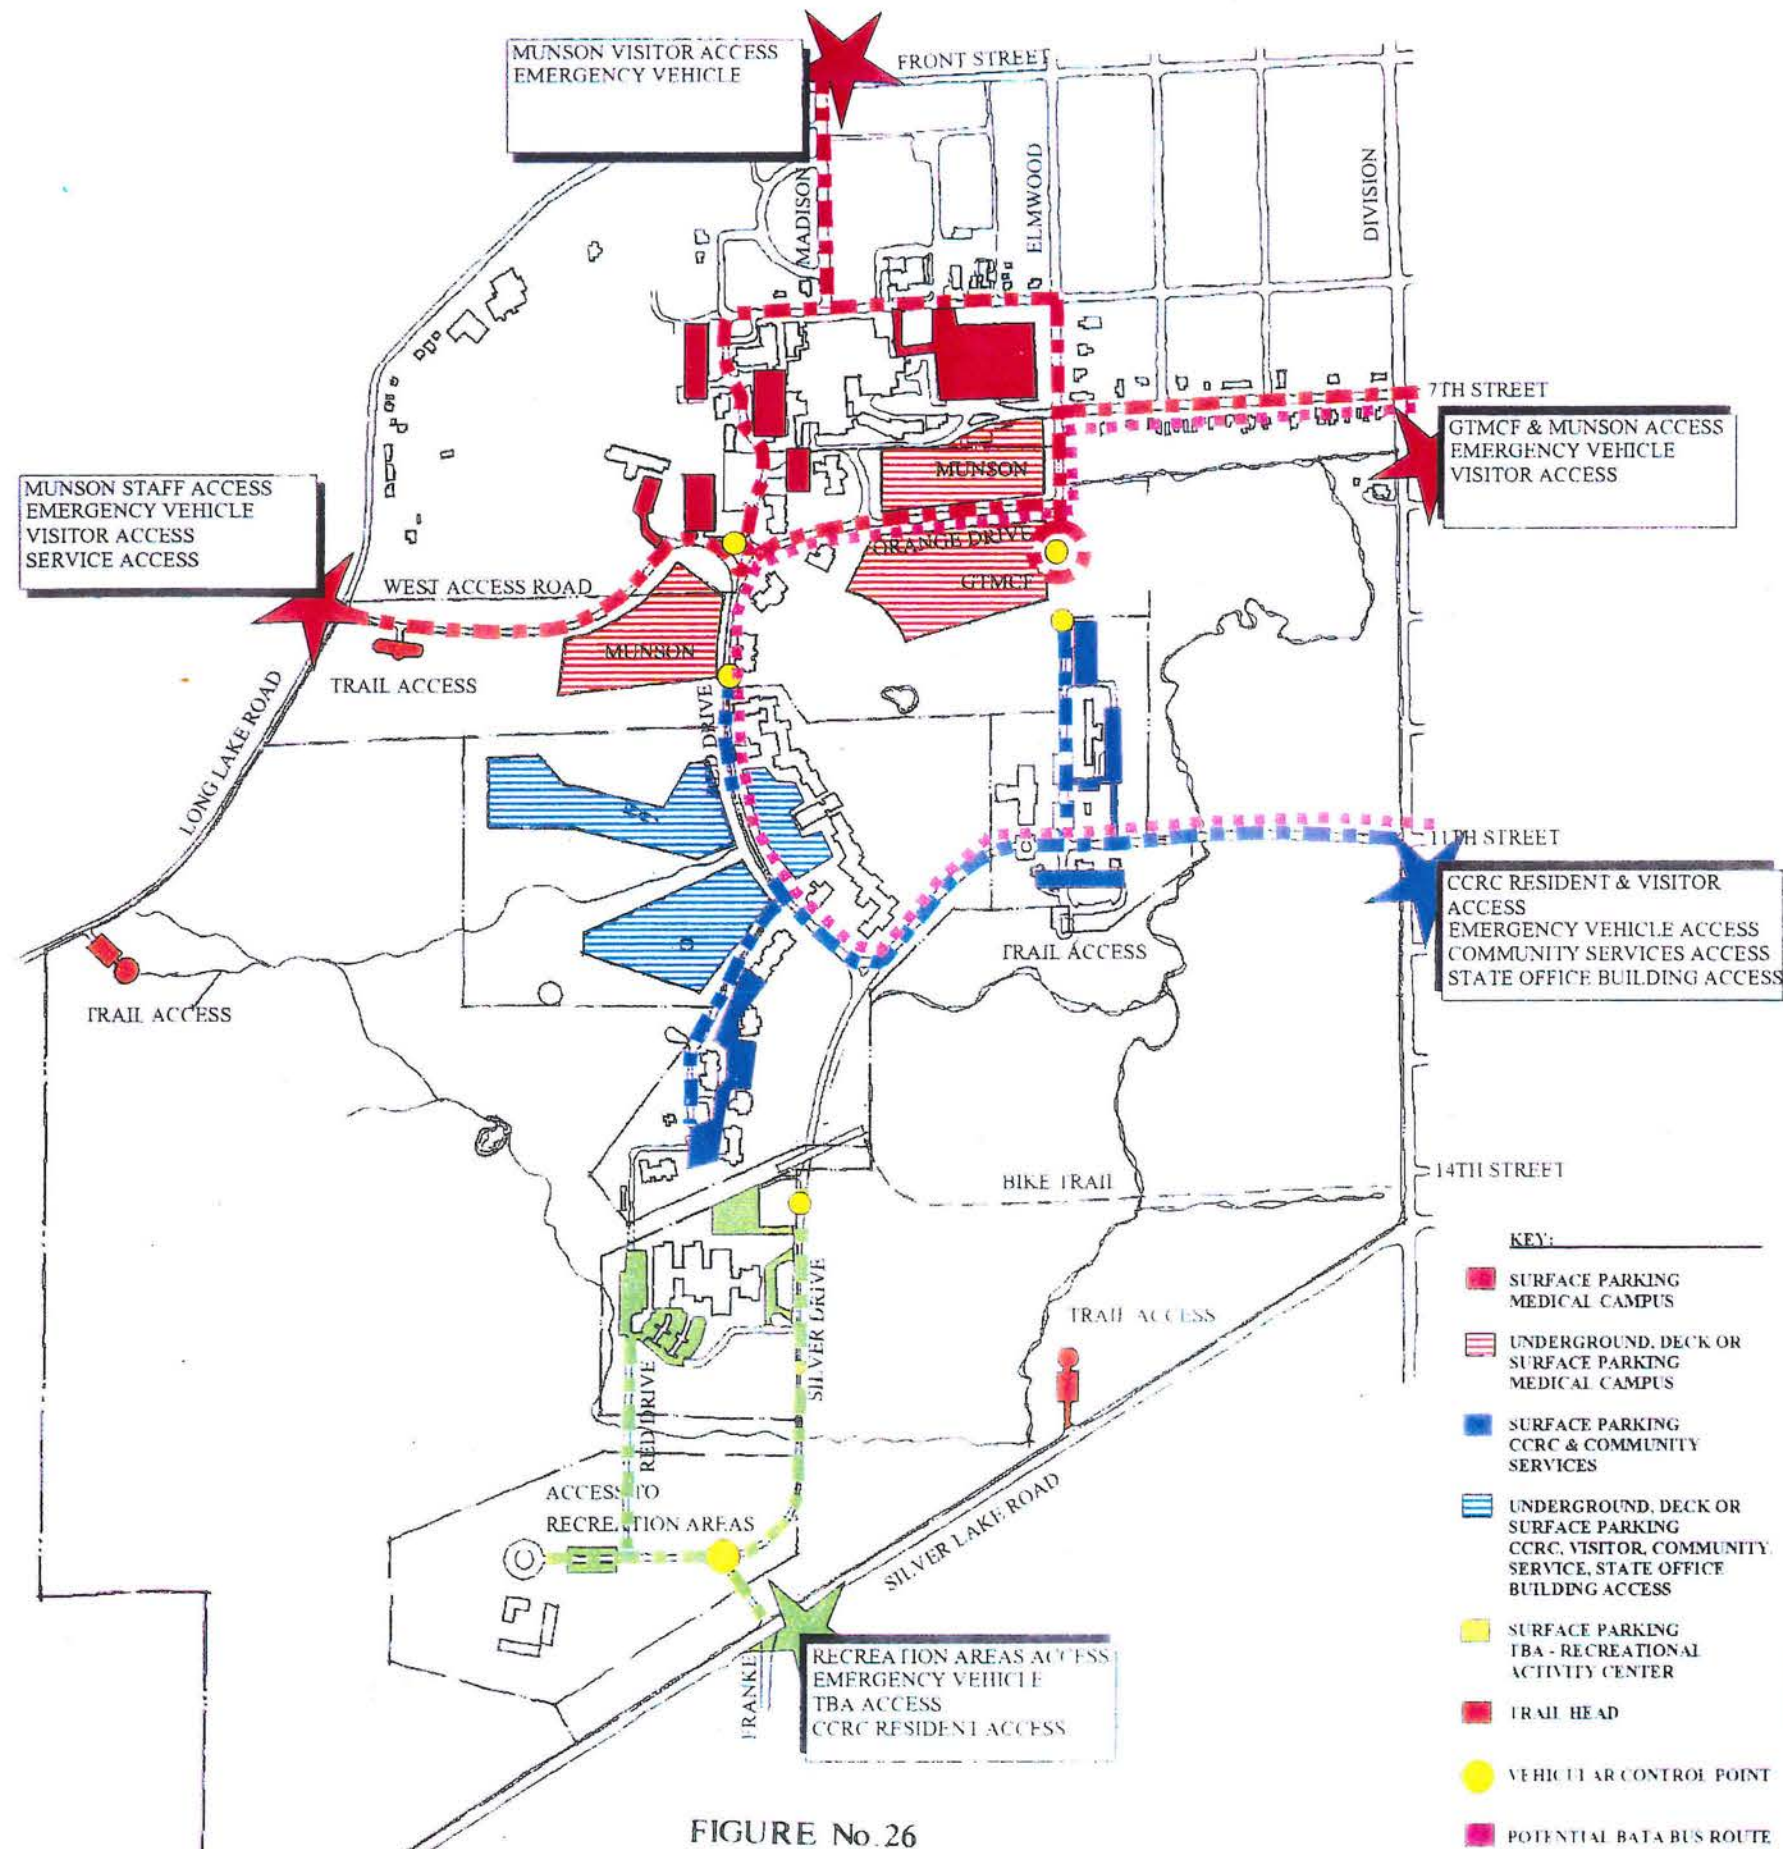 MUNSON VISITOR ACCESS
EMERGENCY VEHICLE
FRONT STREET
MADISON
ELMWOOD
DIVISION
7TH STREET
GTMCF & MUNSON ACCESS
EMERGENCY VEHICLE
VISITOR ACCESS
MUNSON STAFF ACCESS
EMERGENCY VEHICLE
VISITOR ACCESS
SERVICE ACCESS
MUNSON
ORANGE DRIVE
GTMCF
WEST ACCESS ROAD
MUNSON
TRAIL ACCESS
LONG LAKE ROAD
RED DRIVE
11TH STREET
CCRC RESIDENT & VISITOR
ACCESS
EMERGENCY VEHICLE ACCESS
COMMUNITY SERVICES ACCESS
STATE OFFICE BUILDING ACCESS
TRAIL ACCESS
TRAIL ACCESS
14TH STREET
BIKE TRAIL
TRAIL ACCESS
SILVER DRIVE
RED DRIVE
ACCESS TO
RECREATION AREAS
SILVER LAKE ROAD
FRANKE
RECREATION AREAS ACCESS
EMERGENCY VEHICLE
TBA ACCESS
CCRC RESIDENT ACCESS
KEY:
SURFACE PARKING
MEDICAL CAMPUS
UNDERGROUND, DECK OR
SURFACE PARKING
MEDICAL CAMPUS
SURFACE PARKING
CCRC & COMMUNITY
SERVICES
UNDERGROUND, DECK OR
SURFACE PARKING
CCRC, VISITOR, COMMUNITY
SERVICE, STATE OFFICE
BUILDING ACCESS
SURFACE PARKING
TBA - RECREATIONAL
ACTIVITY CENTER
TRAIL HEAD
VEHICULAR CONTROL POINT
POTENTIAL BATA BUS ROUTE
FIGURE No. 26